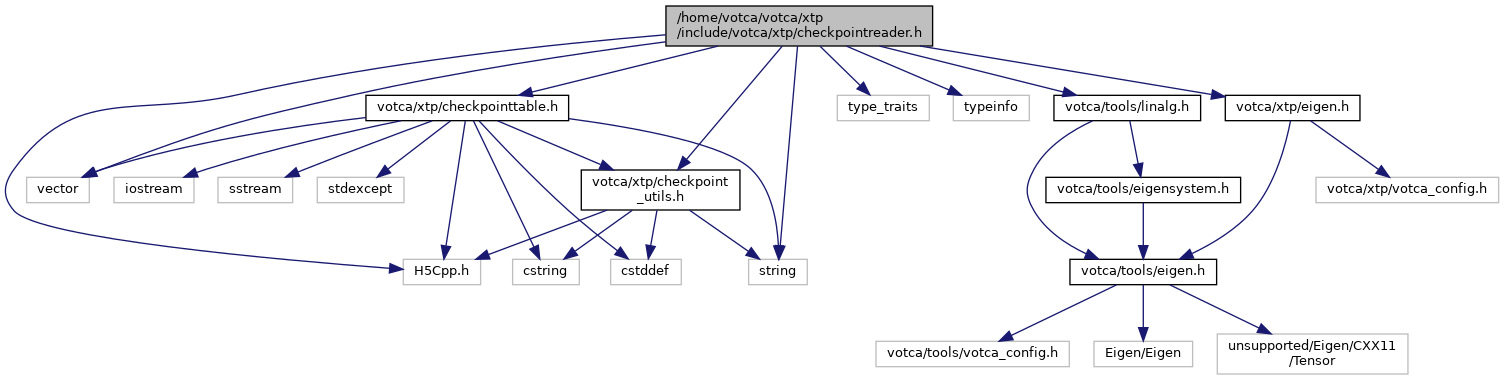 /home/votca/votca/xtp
/include/votca/xtp/checkpointreader.h
votca/xtp/checkpointtable.h
type_traits
typeinfo
votca/tools/linalg.h
votca/xtp/eigen.h
vector
iostream
sstream
stdexcept
votca/xtp/checkpoint
_utils.h
votca/tools/eigensystem.h
votca/xtp/votca_config.h
H5Cpp.h
cstring
cstddef
string
votca/tools/eigen.h
votca/tools/votca_config.h
Eigen/Eigen
unsupported/Eigen/CXX11
/Tensor